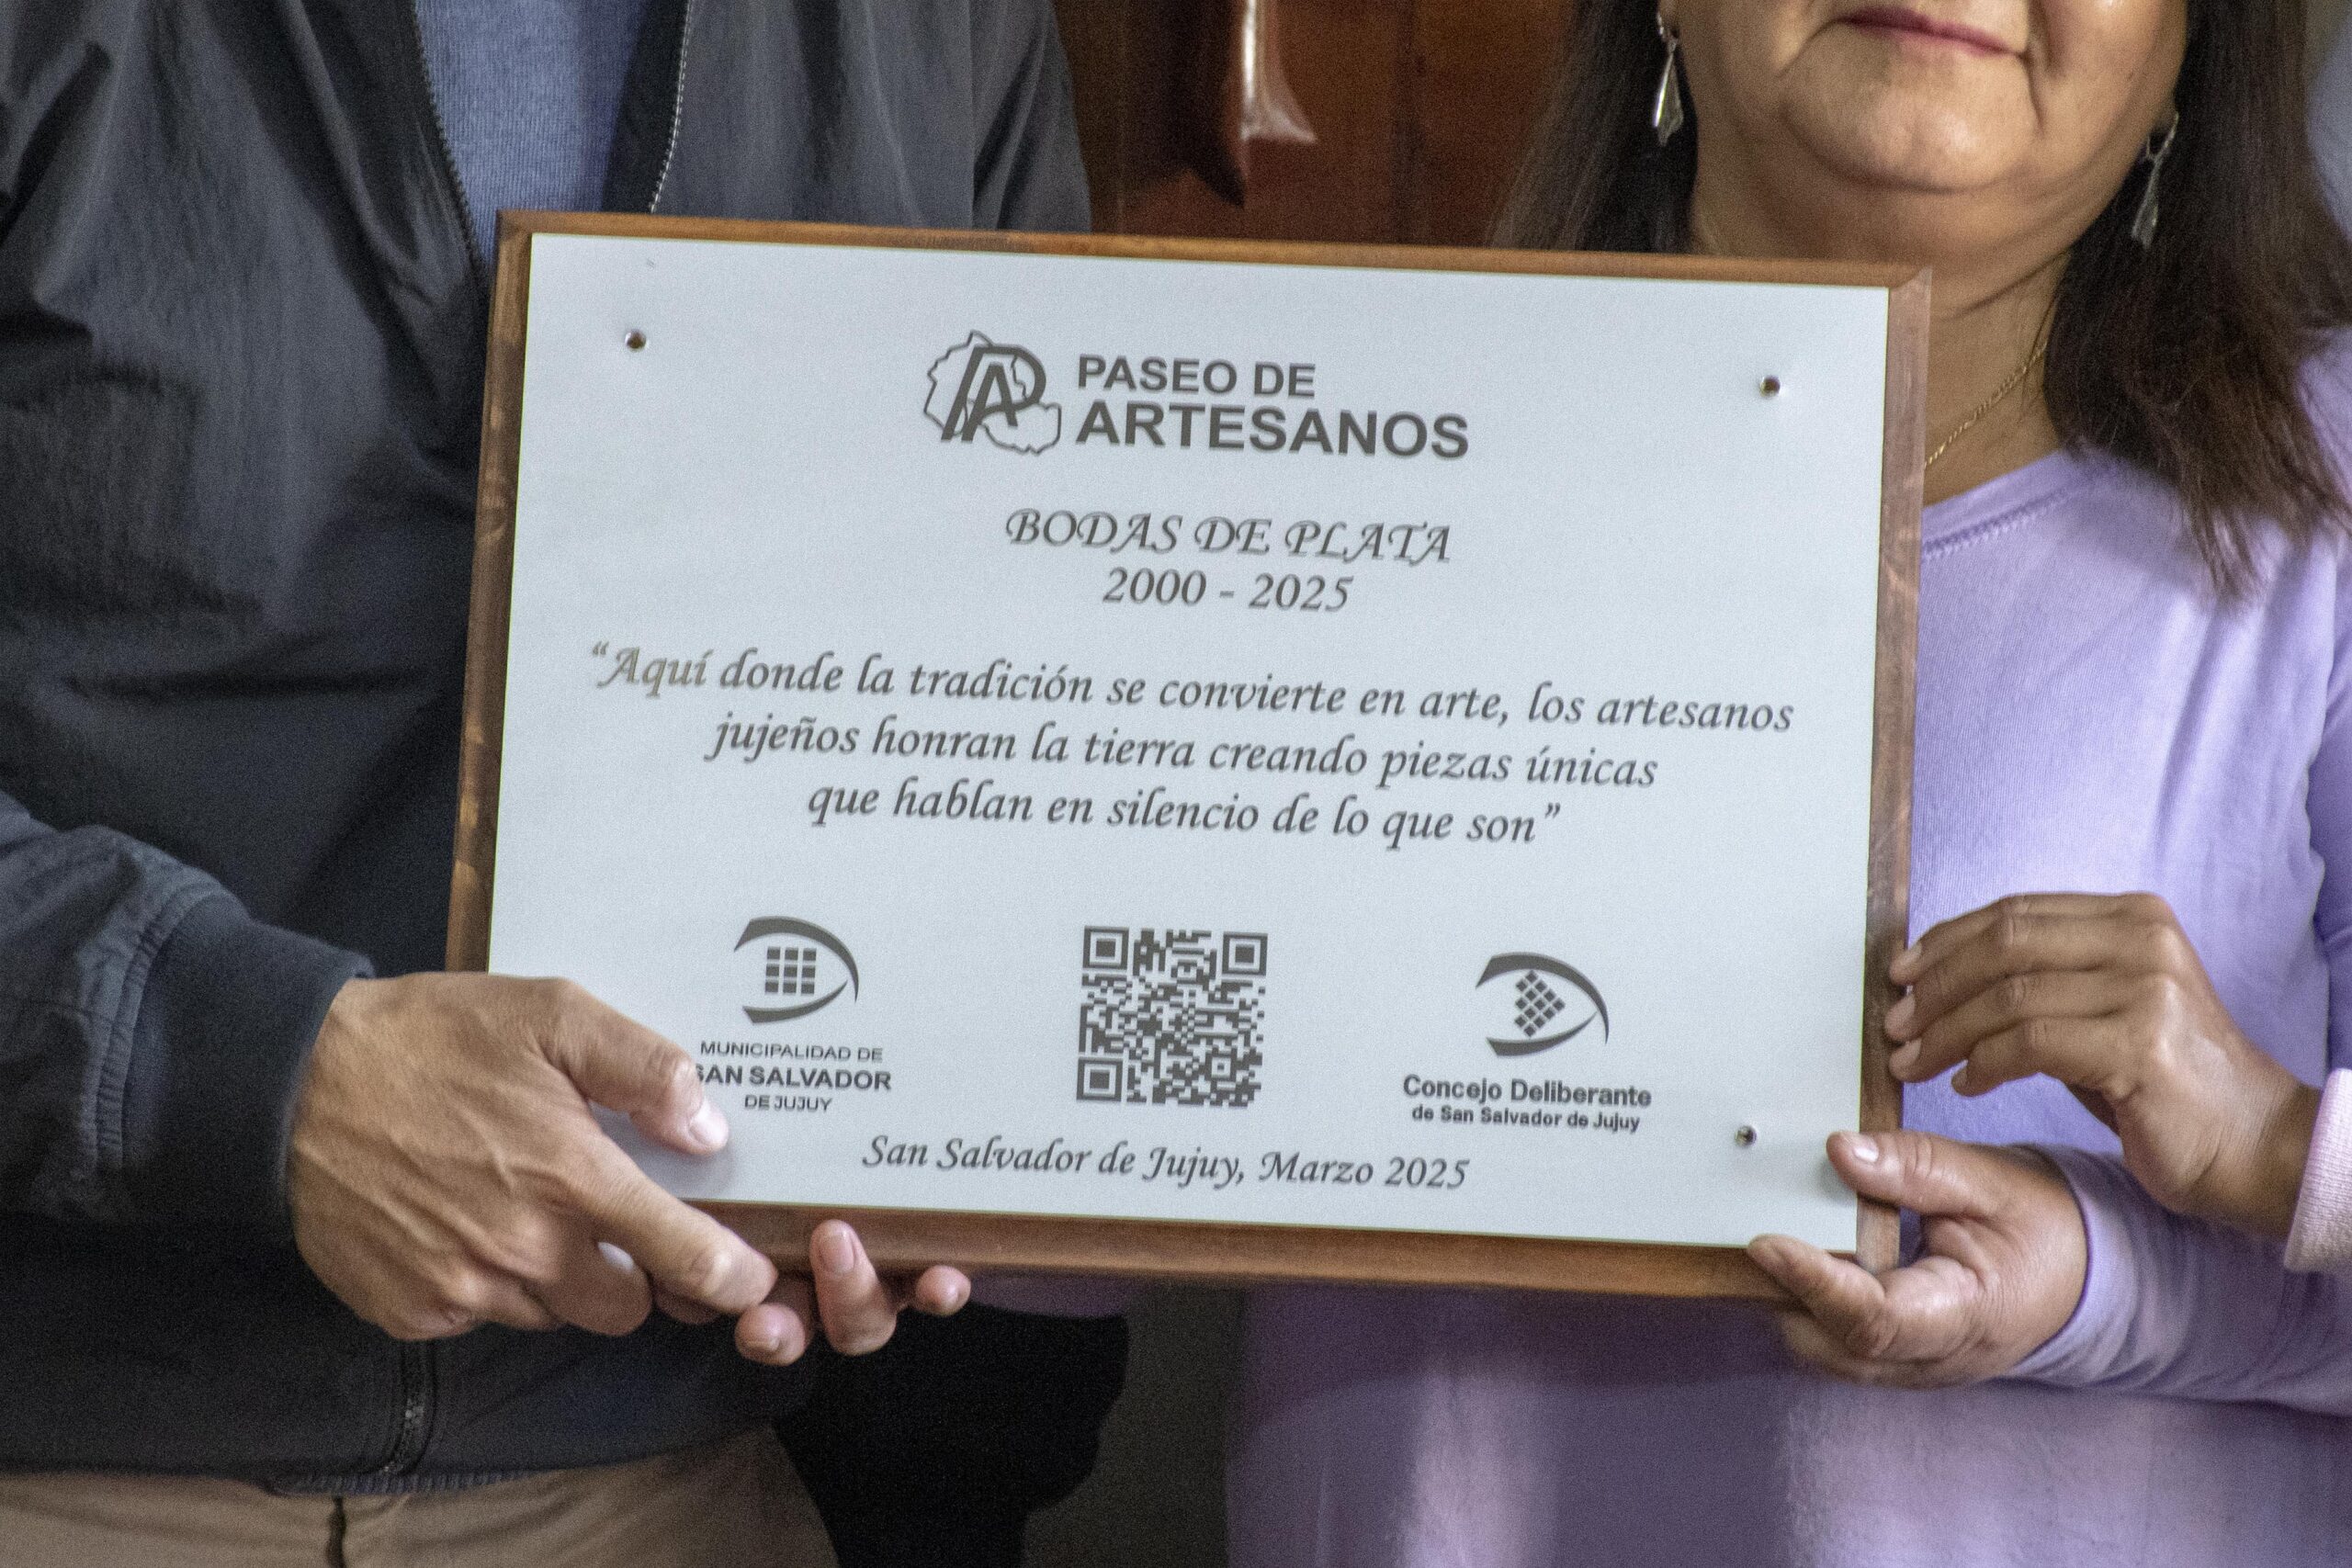 PASEO DE
ARTESANOS
BODAS DE PLATA
2000 - 2025
“Aquí donde la tradición se convierte en arte, los artesanos
jujeños honran la tierra creando piezas únicas
que hablan en silencio de lo que son”
MUNICIPALIDAD DE
SAN SALVADOR
DE JUJUY
Concejo Deliberante
de San Salvador de Jujuy
San Salvador de Jujuy, Marzo 2025